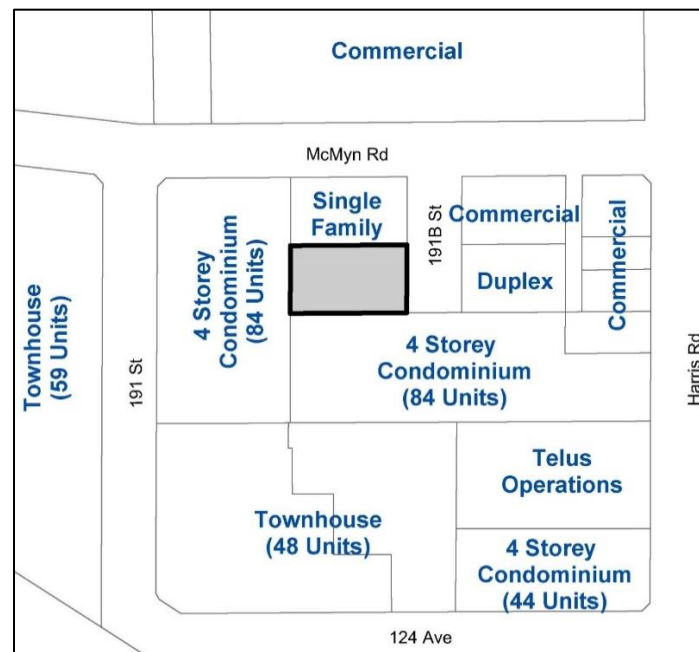 Commercial
McMyn Rd
Single
Family
191B St
Commercial
Commercial
Duplex
4 Storey
Condominium
(84 Units)
Townhouse
(59 Units)
191 St
4 Storey
Condominium
(84 Units)
Harris Rd
Telus
Operations
Townhouse
(48 Units)
4 Storey
Condominium
(44 Units)
124 Ave